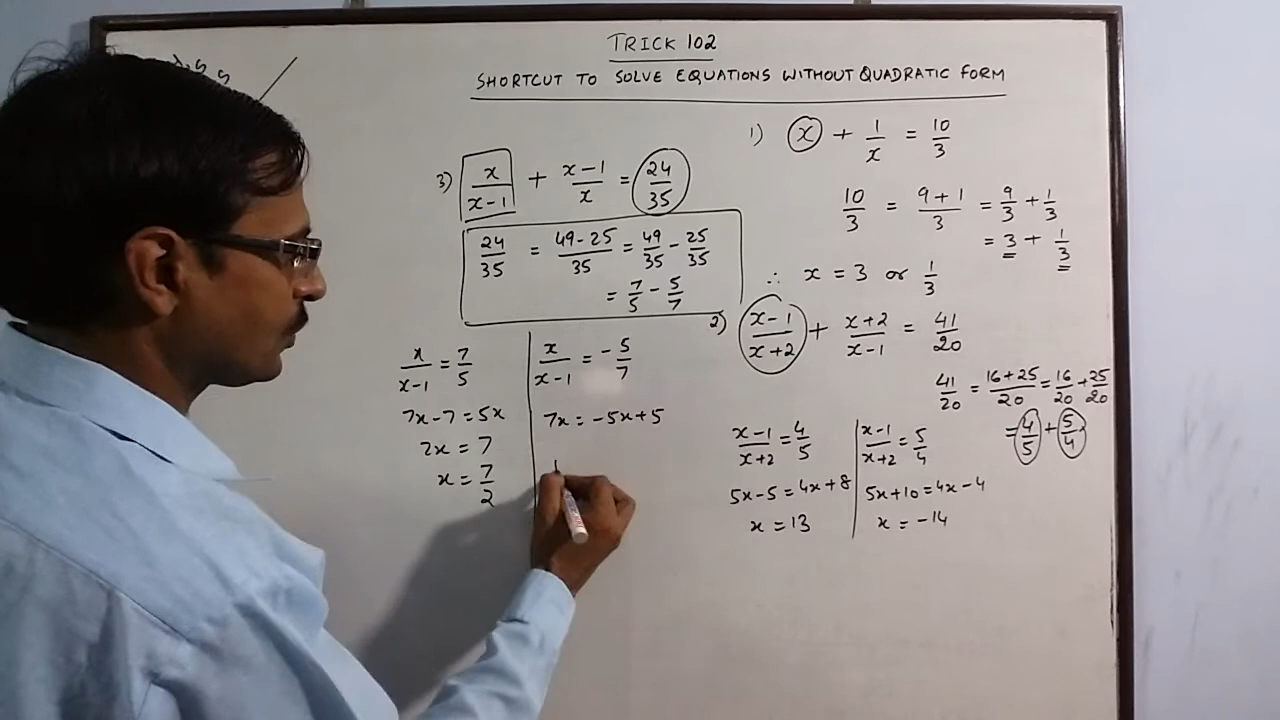 TRICK 102
SHORTCUT TO SOLVE EQUATIONS WITHOUT QUADRATIC FORM
1) x + 1/x = 10/3
10/3 = (9+1)/3 = 9/3 + 1/3
= 3 + 1/3
∴ x = 3 or 1/3
2) (x-1)/(x+2) + (x+2)/(x-1) = 41/20
41/20 = (16+25)/20 = 16/20 + 25/20
= 4/5 + 5/4
(x-1)/(x+2) = 4/5
5x-5 = 4x+8
x = 13
(x-1)/(x+2) = 5/4
5x+10 = 4x-4
x = -14
3) x/(x-1) + (x-1)/x = 24/35
24/35 = (49-25)/35 = 49/35 - 25/35
= 7/5 - 5/7
x/(x-1) = 7/5
7x-7 = 5x
2x = 7
x = 7/2
x/(x-1) = -5/7
7x = -5x+5